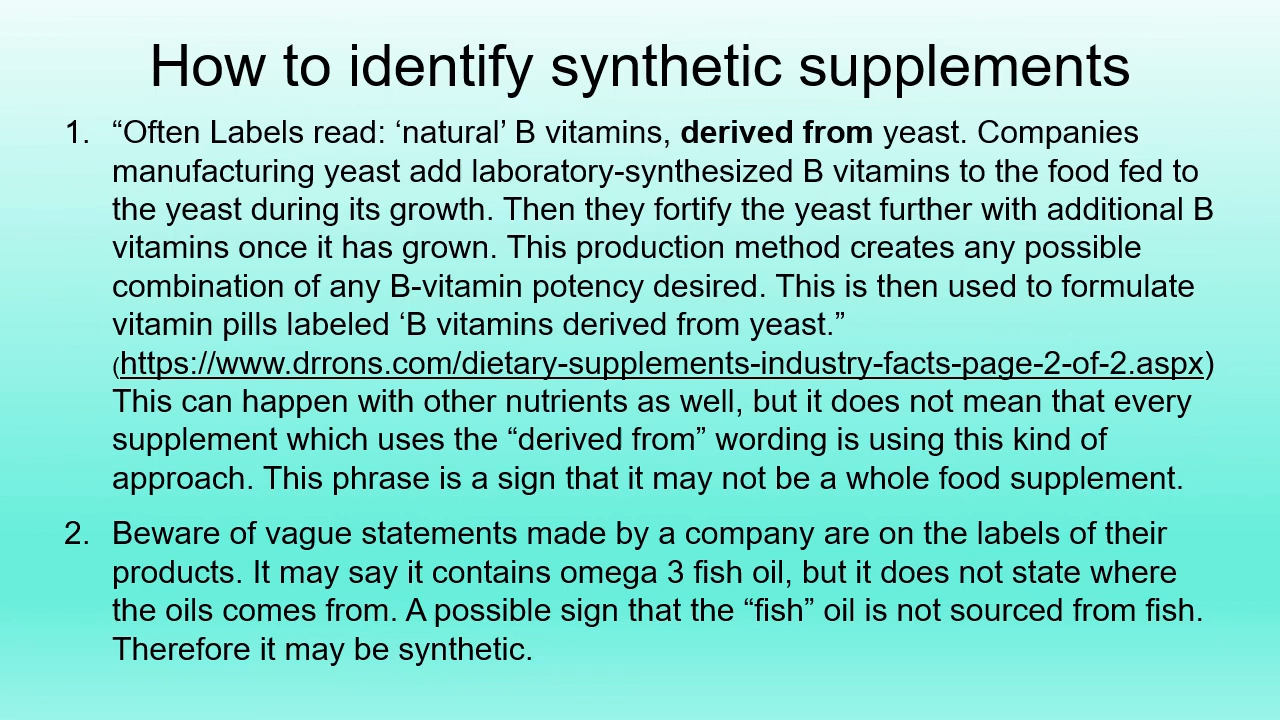 How to identify synthetic supplements
1. “Often Labels read: ‘natural’ B vitamins, derived from yeast. Companies
manufacturing yeast add laboratory-synthesized B vitamins to the food fed to
the yeast during its growth. Then they fortify the yeast further with additional B
vitamins once it has grown. This production method creates any possible
combination of any B-vitamin potency desired. This is then used to formulate
vitamin pills labeled ‘B vitamins derived from yeast.”
(https://www.drrons.com/dietary-supplements-industry-facts-page-2-of-2.aspx)
This can happen with other nutrients as well, but it does not mean that every
supplement which uses the “derived from” wording is using this kind of
approach. This phrase is a sign that it may not be a whole food supplement.
2. Beware of vague statements made by a company are on the labels of their
products. It may say it contains omega 3 fish oil, but it does not state where
the oils comes from. A possible sign that the “fish” oil is not sourced from fish.
Therefore it may be synthetic.